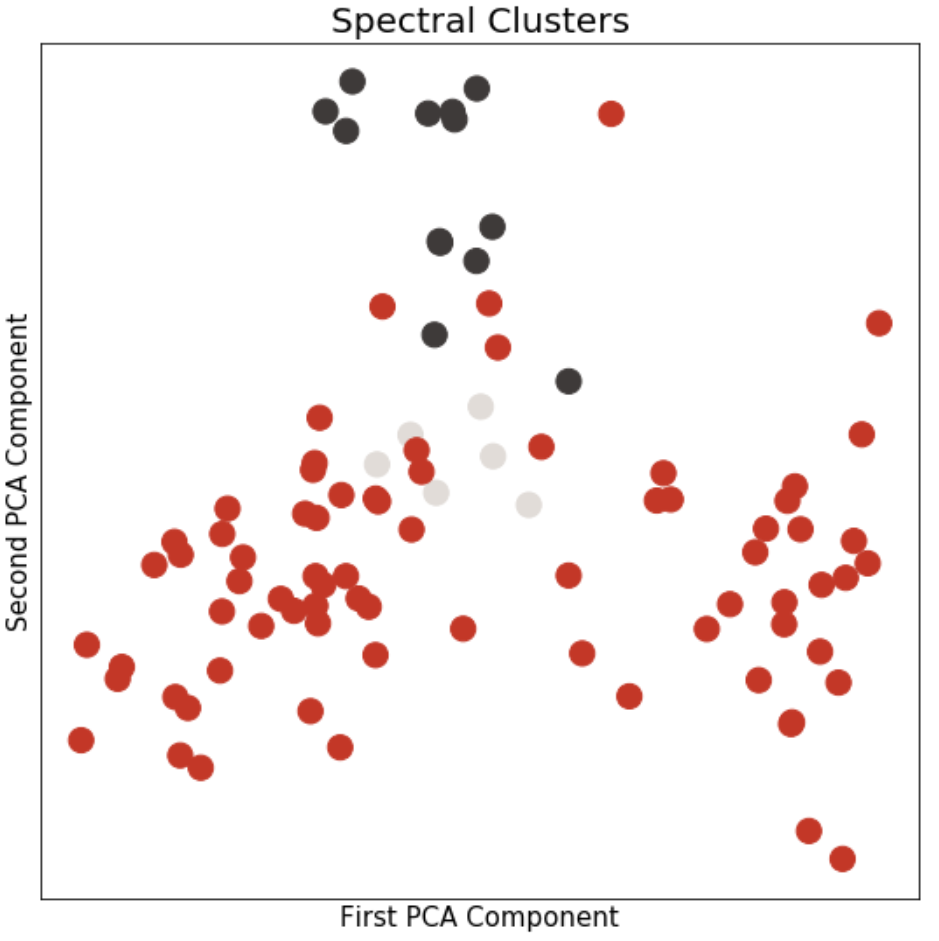 Spectral Clusters
Second PCA Component
First PCA Component